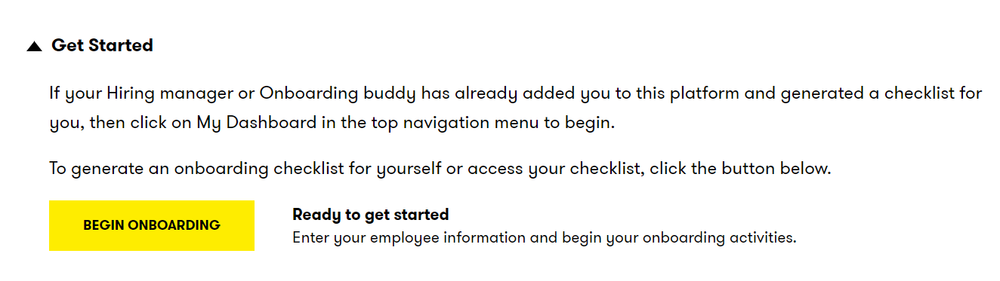 Get Started
If your Hiring manager or Onboarding buddy has already added you to this platform and generated a checklist for
you, then click on My Dashboard in the top navigation menu to begin.
To generate an onboarding checklist for yourself or access your checklist, click the button below.
BEGIN ONBOARDING
Ready to get started
Enter your employee information and begin your onboarding activities.